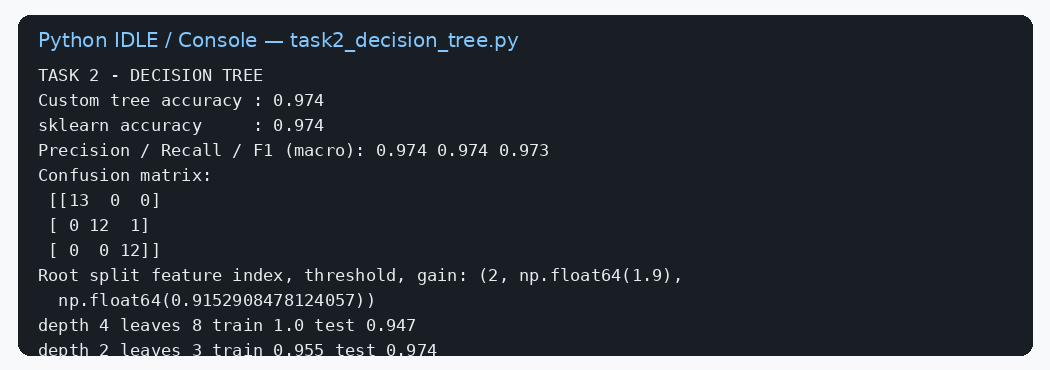 Python IDLE / Console — task2_decision_tree.py
TASK 2 - DECISION TREE
Custom tree accuracy : 0.974
sklearn accuracy     : 0.974
Precision / Recall / F1 (macro): 0.974 0.974 0.973
Confusion matrix:
 [[13  0  0]
 [ 0 12  1]
 [ 0  0 12]]
Root split feature index, threshold, gain: (2, np.float64(1.9),
  np.float64(0.9152908478124057))
depth 4 leaves 8 train 1.0 test 0.947
depth 2 leaves 3 train 0.955 test 0.974